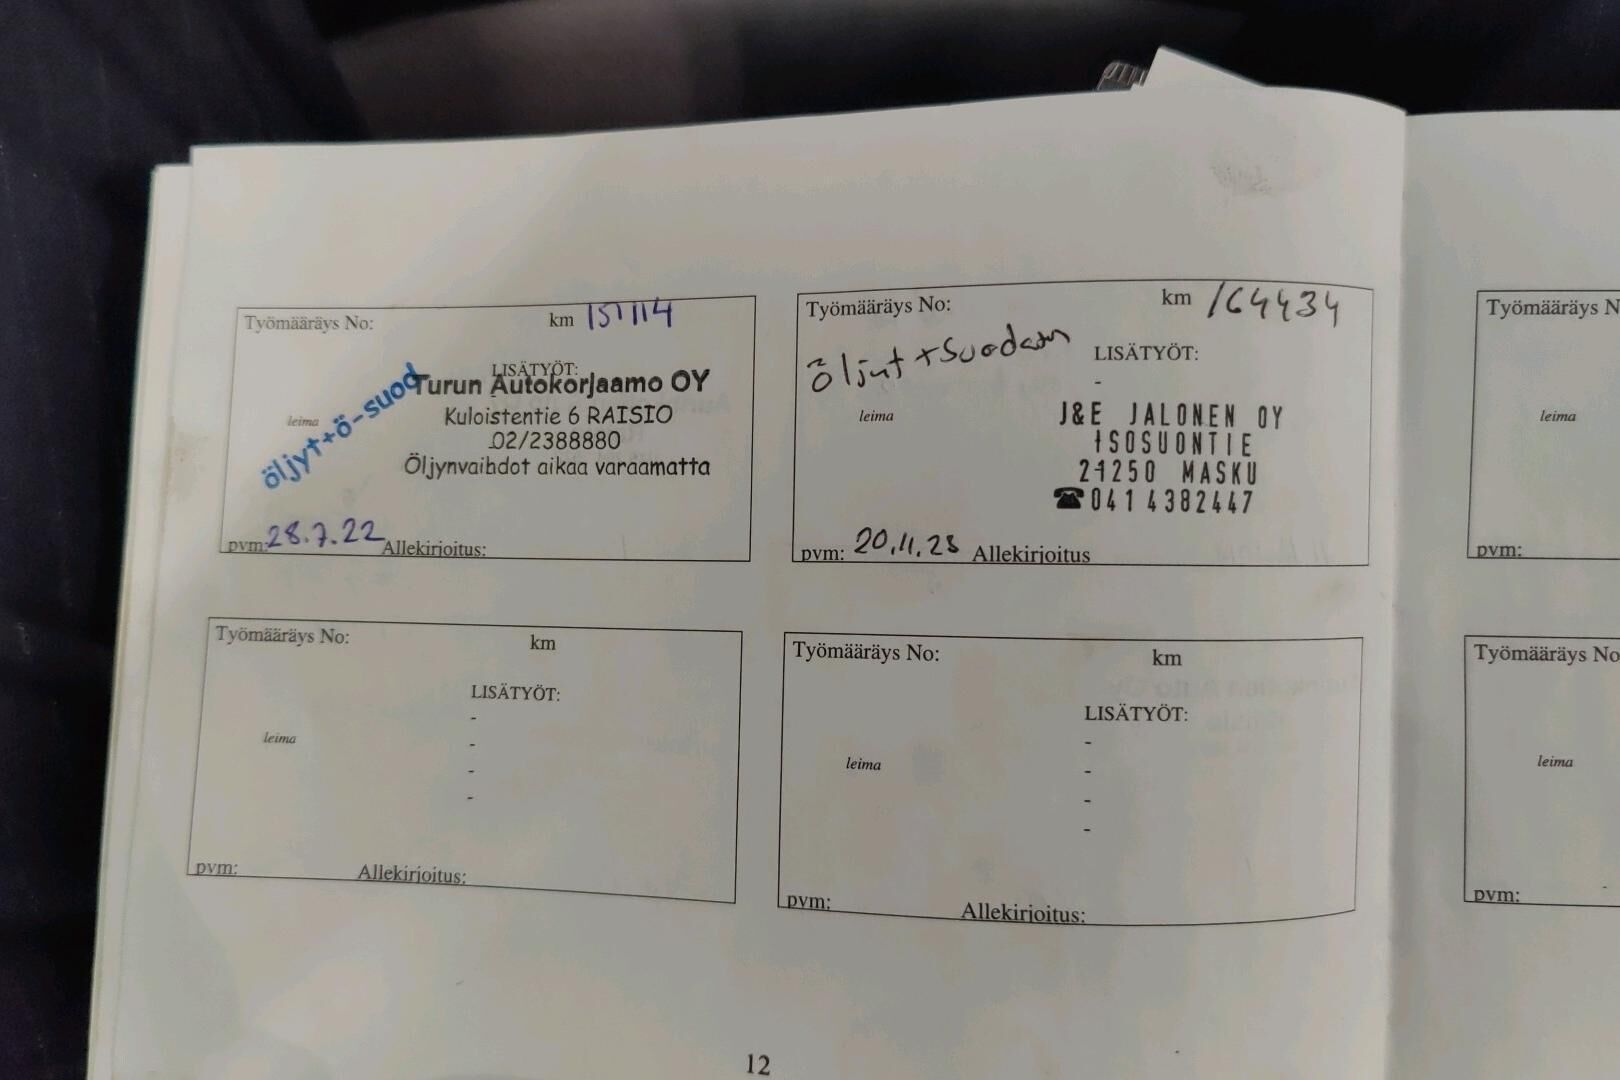 Työmääräys No:
km 151114
LISÄTYÖT:
leima
öljyt+ö-suod
Turun Autokorjaamo OY
Kuloistentie 6 RAISIO
02/2388880
Öljynvaihdot aikaa varaamatta
pvm: 28.7.22 Allekirjoitus:
Työmääräys No:
km 164434
öljyt + suodatin
LISÄTYÖT:
-
leima
J&E JALONEN OY
ISOSUONTIE
21250 MASKU
☎ 041 4382447
pvm: 20.11.23 Allekirjoitus
Työmääräys No:
km
LISÄTYÖT:
-
leima
-
-
-
pvm: Allekirjoitus:
Työmääräys No:
km
LISÄTYÖT:
-
leima
-
-
-
pvm: Allekirjoitus:
Työmääräys N
leima
pvm:
Työmääräys No
leima
pvm:
12